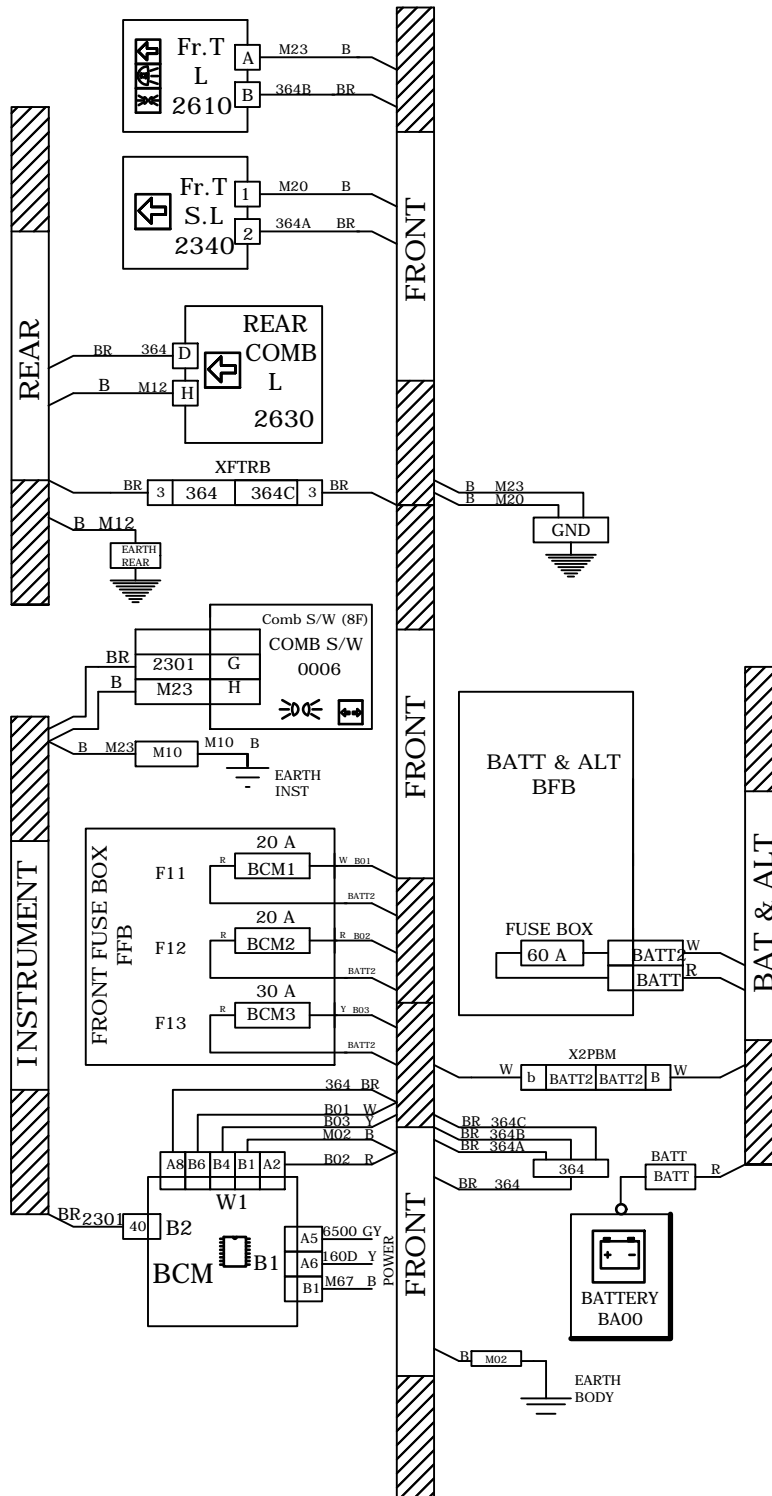 Fr.T
L
2610
A M23 B
B 364B BR
Fr.T
S.L
2340
1 M20 B
2 364A BR
FRONT
REAR
REAR
COMB
L
2630
BR 364 D
B M12 H
XFTRB
BR 3 364 364C 3 BR
B M12
EARTH
REAR
B M23
B M20
GND
Comb S/W (8F)
COMB S/W
0006
BR 2301 G
B M23 H
B M23 M10 M10 B
EARTH
INST
FRONT
BATT & ALT
BFB
FUSE BOX
60 A
BATT2 W
BATT R
BAT & ALT
INSTRUMENT
FRONT FUSE BOX
FFB
20 A
F11 R BCM1 W B01
BATT2
20 A
F12 R BCM2 R B02
BATT2
30 A
F13 R BCM3 Y B03
BATT2
X2PBM
W b BATT2 BATT2 B W
364 BR
B01 W
B03 Y
M02 B
B02 R
A8 B6 B4 B1 A2
W1
BR 2301 40 B2
BCM
B1
A5 6500 GY
A6 160D Y
B1 M67 B
POWER
FRONT
BR 364C
BR 364B
BR 364A
364
BR 364
BATT
BATT R
+ -
BATTERY
BA00
B M02
EARTH
BODY